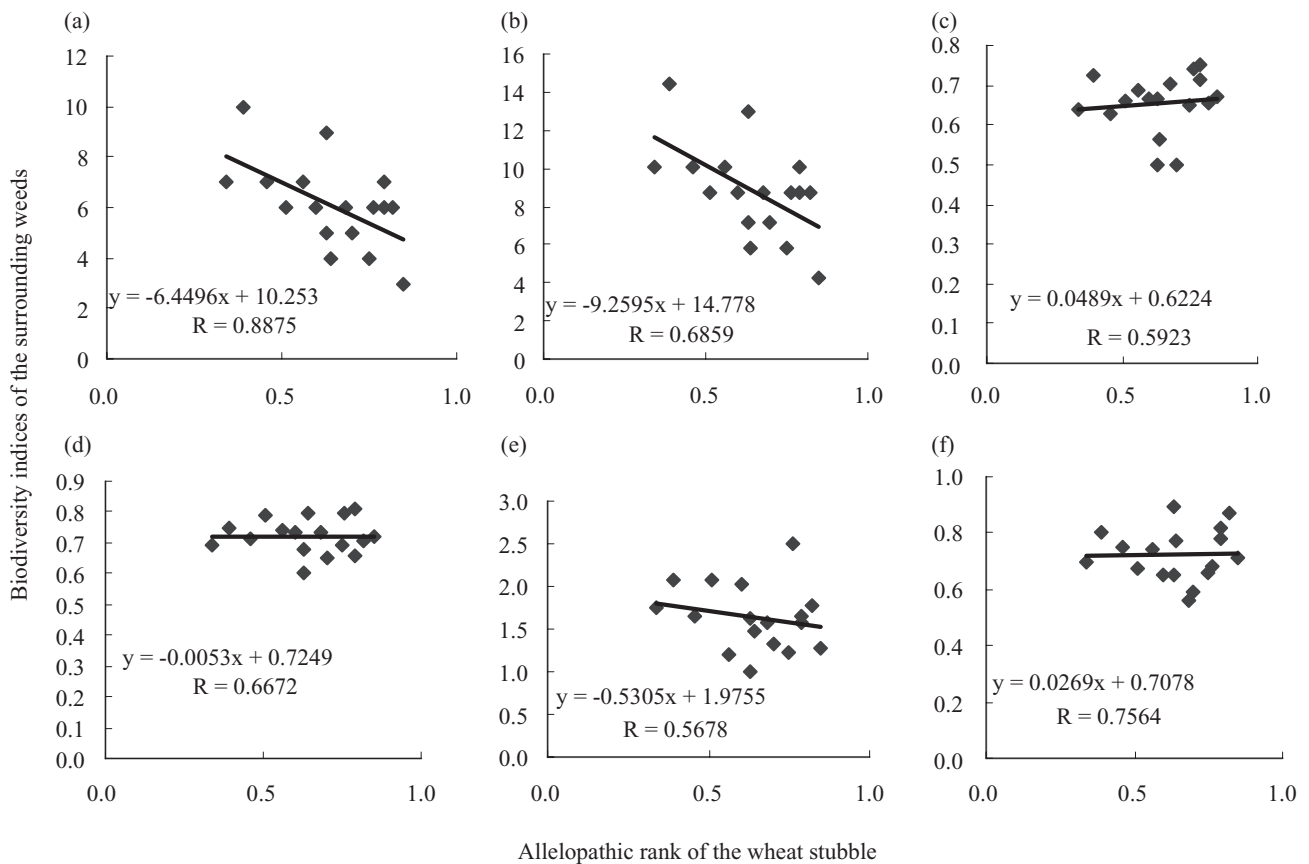 (a)
12
10
8
6
4
2
0
y = -6.4496x + 10.253
R = 0.8875
0.0 0.5 1.0
(b)
16
14
12
10
8
6
4
2
0
y = -9.2595x + 14.778
R = 0.6859
0.0 0.5 1.0
(c)
0.8
0.7
0.6
0.5
0.4
0.3
0.2
0.1
0.0
y = 0.0489x + 0.6224
R = 0.5923
0.0 0.5 1.0
Biodiversity indices of the surrounding weeds
(d)
0.9
0.8
0.7
0.6
0.5
0.4
0.3
0.2
0.1
0.0
y = -0.0053x + 0.7249
R = 0.6672
0.0 0.5 1.0
(e)
3.0
2.5
2.0
1.5
1.0
0.5
0.0
y = -0.5305x + 1.9755
R = 0.5678
0.0 0.5 1.0
(f)
1.0
0.8
0.6
0.4
0.2
0.0
y = 0.0269x + 0.7078
R = 0.7564
0.0 0.5 1.0
Allelopathic rank of the wheat stubble